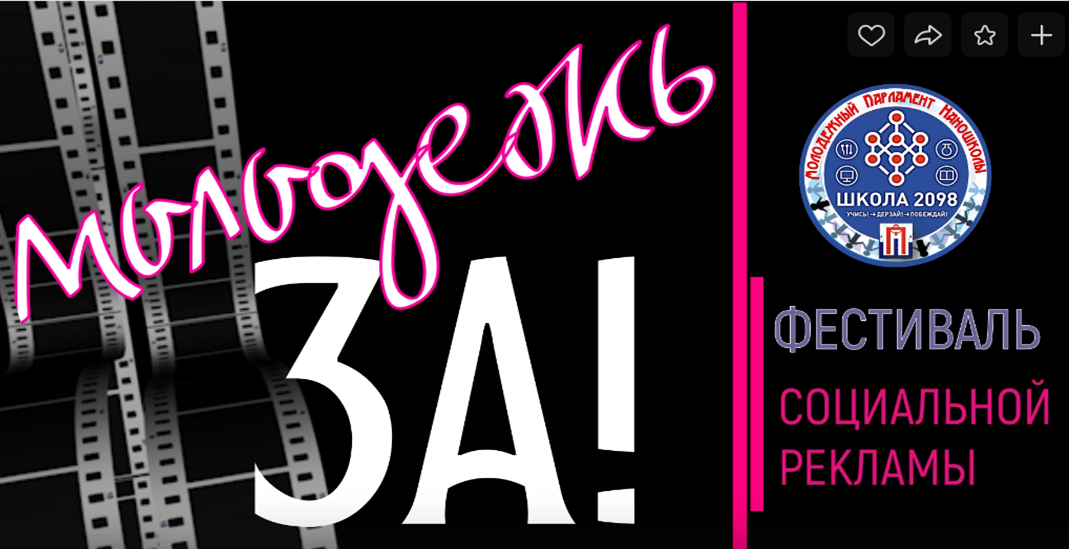 молодежь
ЗА!
МОЛОДЕЖНЫЙ ПАРЛАМЕНТ НАНОШКОЛЫ
ШКОЛА 2098
УЧИСЬ! → ДЕРЗАЙ! → ПОБЕЖДАЙ!
ФЕСТИВАЛЬ
СОЦИАЛЬНОЙ
РЕКЛАМЫ